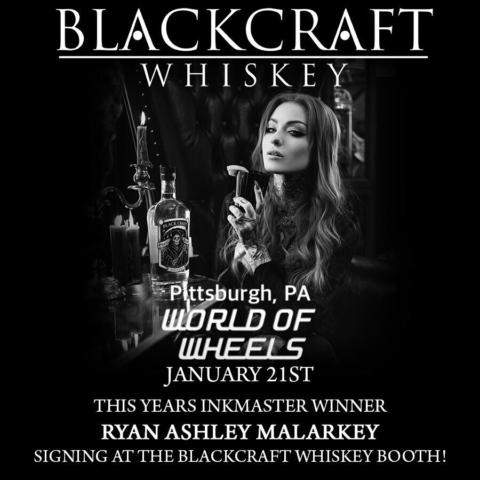 BLACKCRAFT
WHISKEY
BLACKCRAFT
Pittsburgh, PA
WORLD OF
WHEELS
JANUARY 21ST
THIS YEARS INKMASTER WINNER
RYAN ASHLEY MALARKEY
SIGNING AT THE BLACKCRAFT WHISKEY BOOTH!